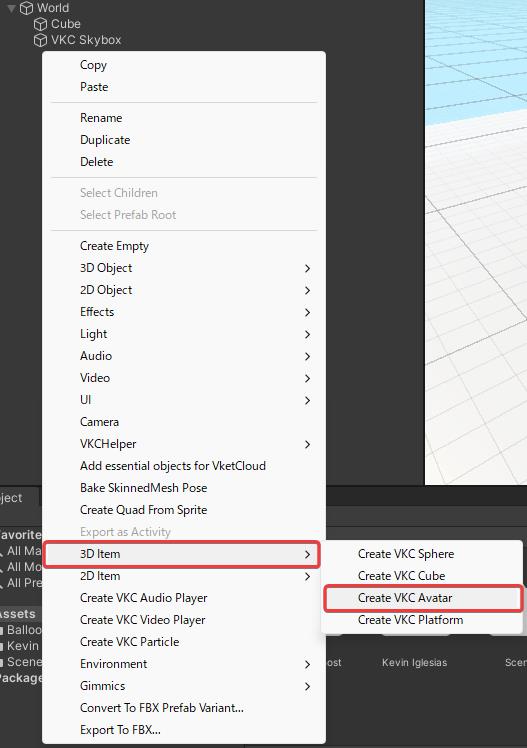 World
Cube
VKC Skybox
Copy
Paste
Rename
Duplicate
Delete
Select Children
Select Prefab Root
Create Empty
3D Object
2D Object
Effects
Light
Audio
Video
UI
Camera
VKCHelper
Add essential objects for VketCloud
Bake SkinnedMesh Pose
Create Quad From Sprite
Export as Activity
3D Item
2D Item
Create VKC Audio Player
Create VKC Video Player
Create VKC Particle
Environment
Gimmics
Convert To FBX Prefab Variant...
Export To FBX...
Create VKC Sphere
Create VKC Cube
Create VKC Avatar
Create VKC Platform
oject
avorite
All Ma
All Mo
All Pre
Assets
Balloo
Kevin
Scene
Package
ost
Kevin Iglesias
Scen